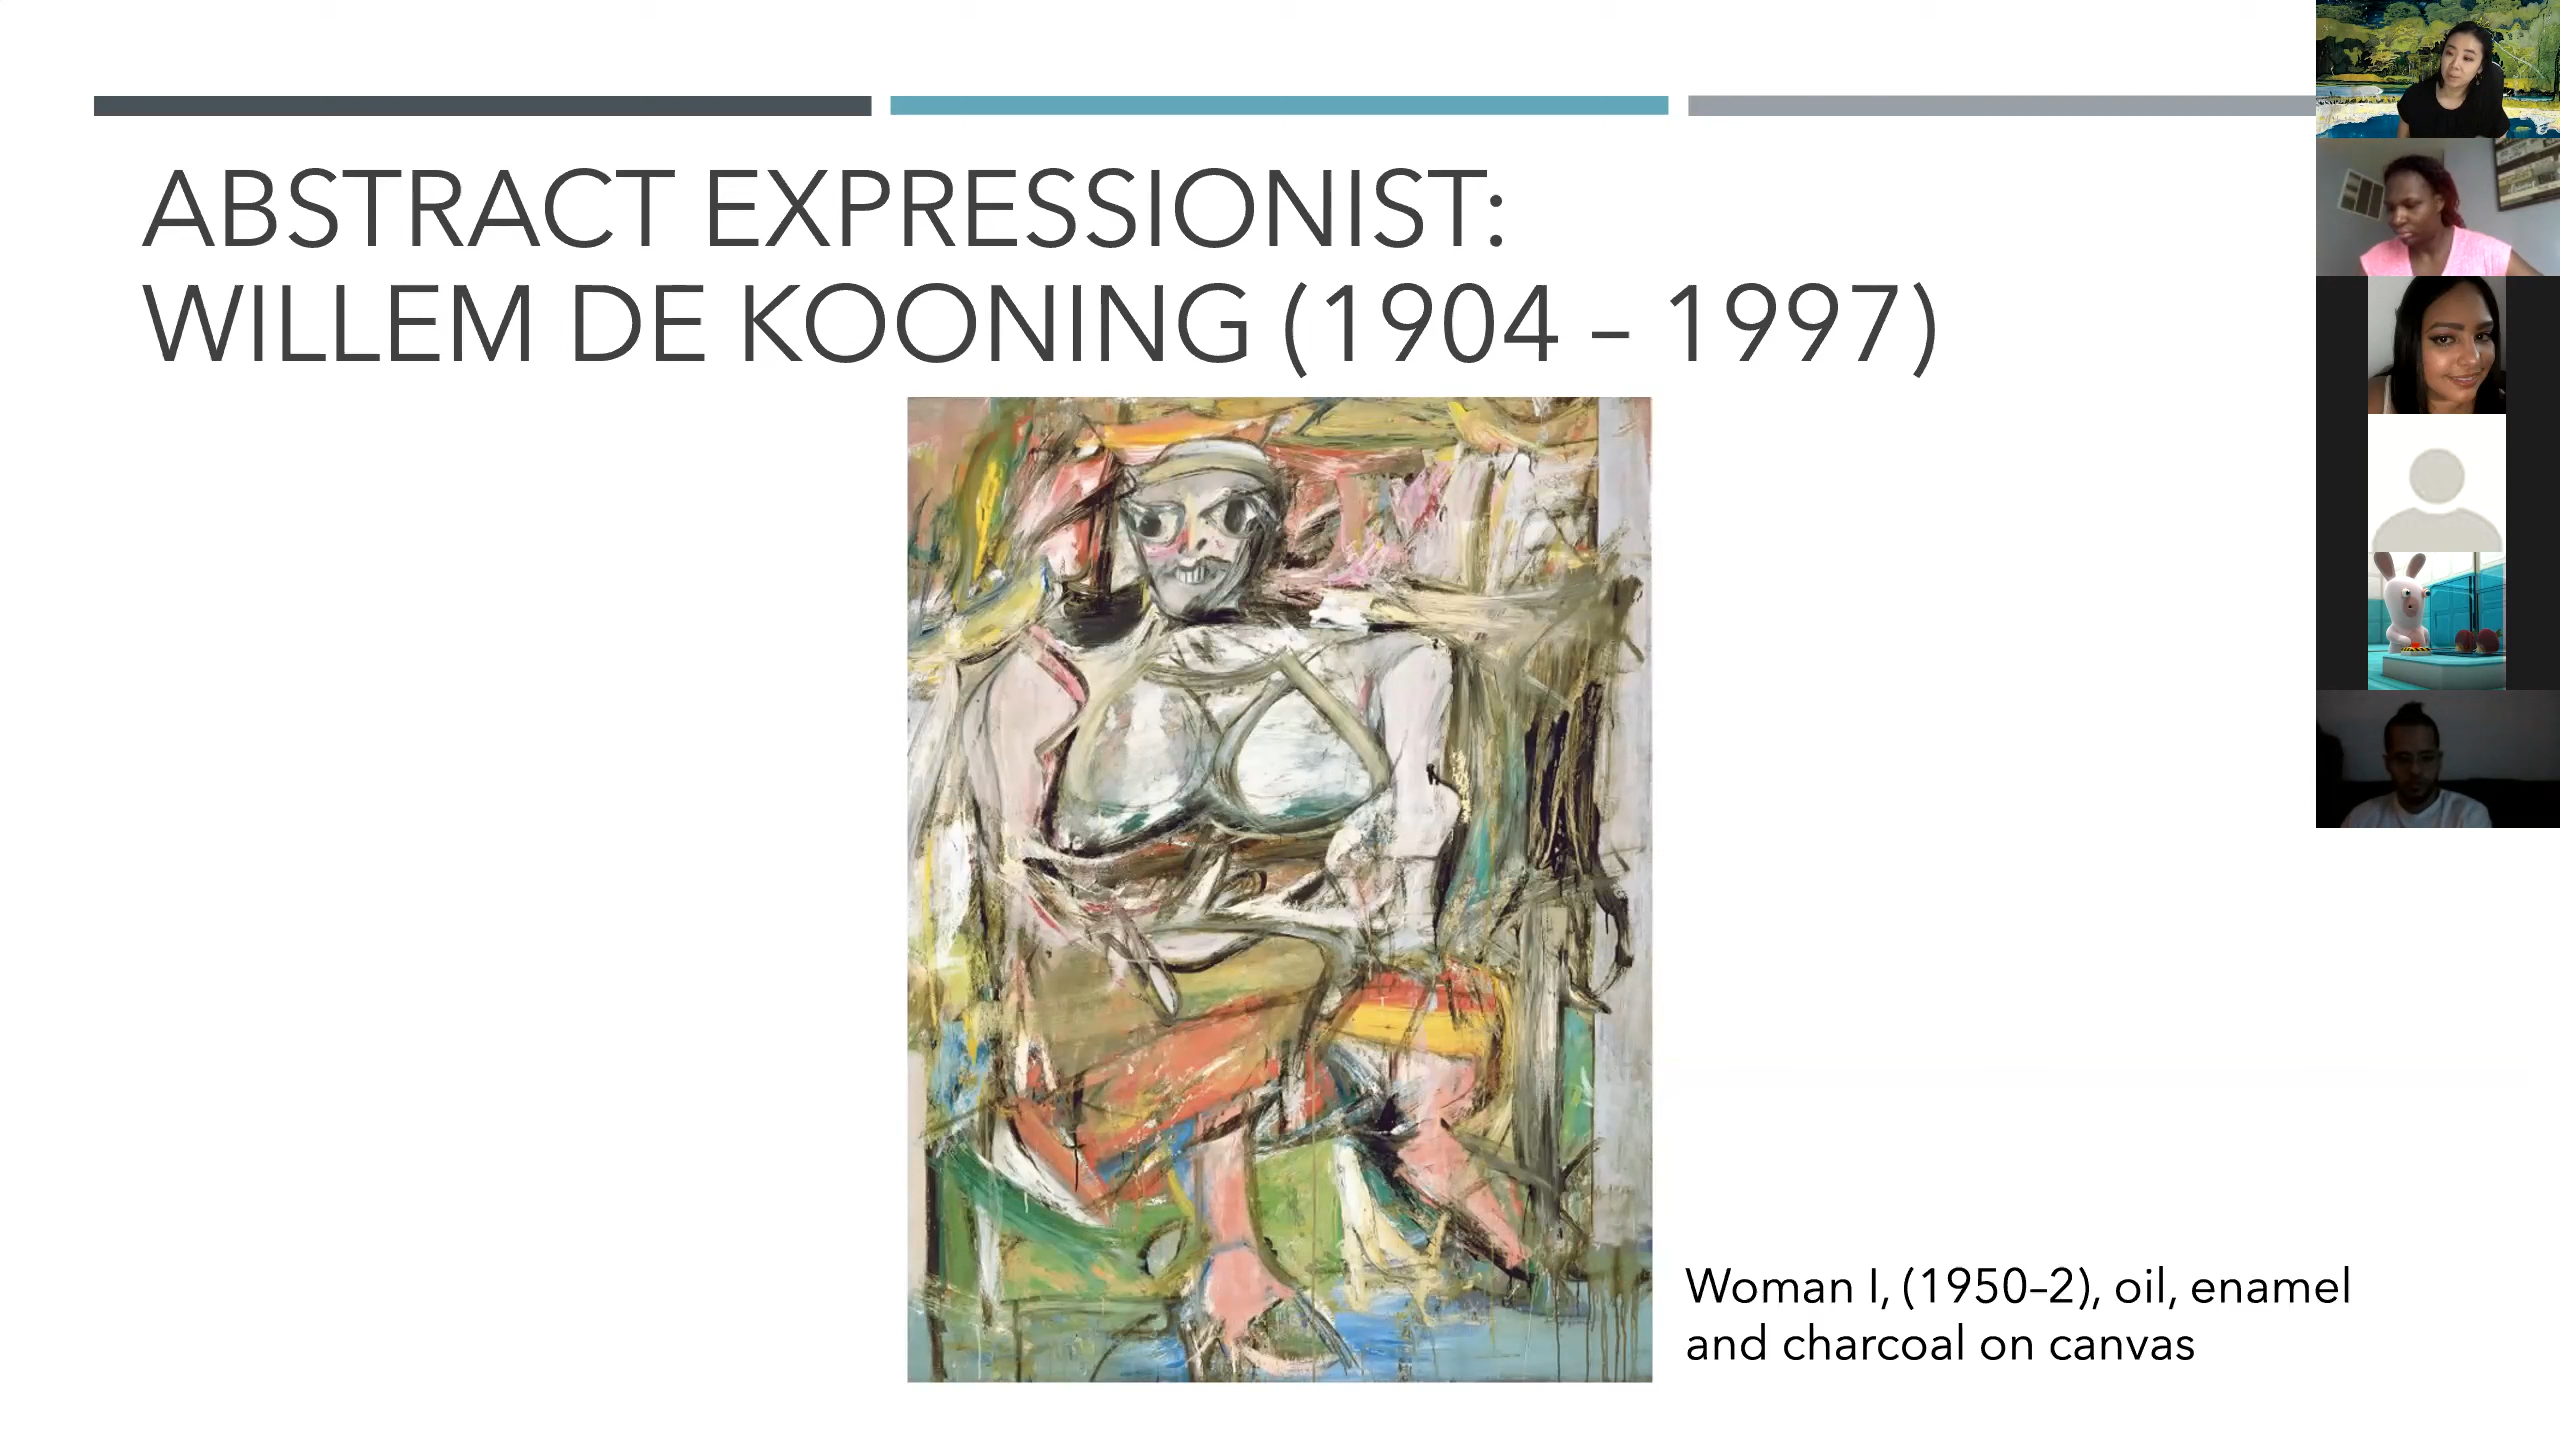 ABSTRACT EXPRESSIONIST:
WILLEM DE KOONING (1904 – 1997)
Woman I, (1950–2), oil, enamel
and charcoal on canvas